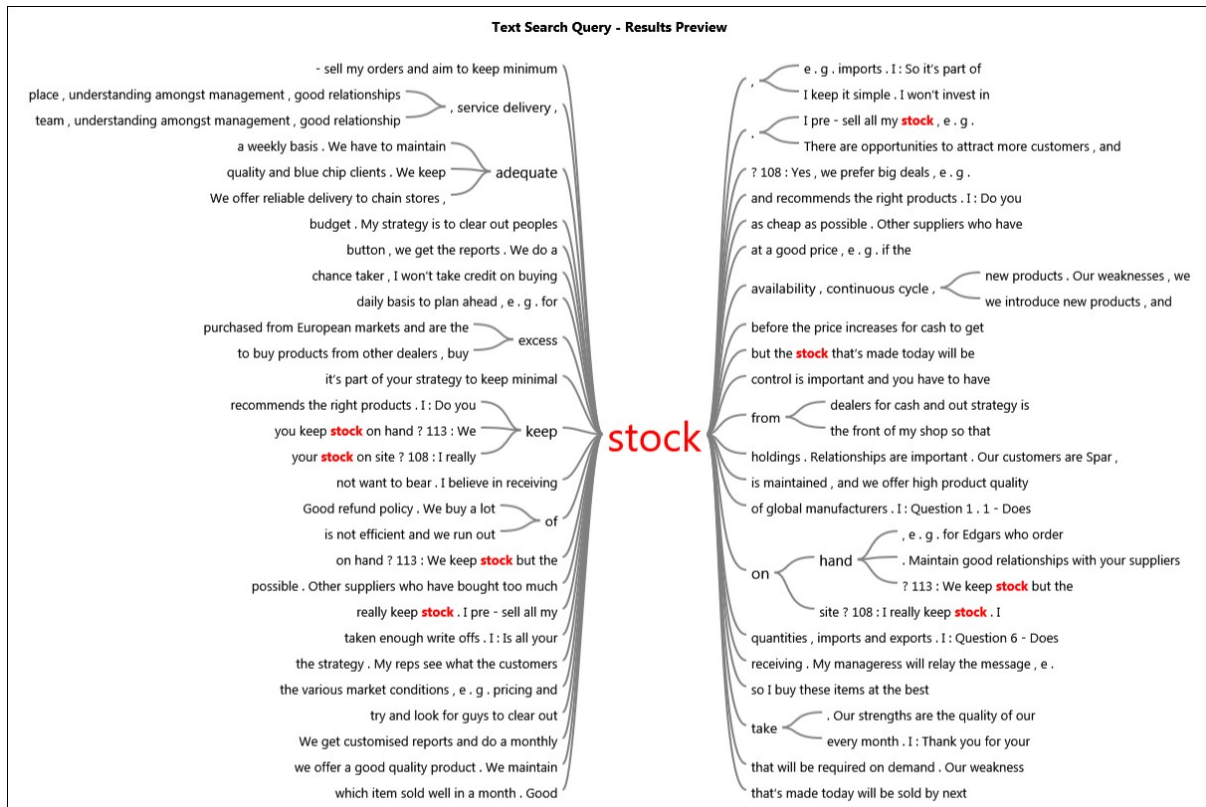 Text Search Query - Results Preview
- sell my orders and aim to keep minimum
place , understanding amongst management , good relationships
team , understanding amongst management , good relationship
, service delivery ,
a weekly basis . We have to maintain
quality and blue chip clients . We keep
We offer reliable delivery to chain stores ,
adequate
budget . My strategy is to clear out peoples
button , we get the reports . We do a
chance taker , I won't take credit on buying
daily basis to plan ahead , e . g . for
purchased from European markets and are the
to buy products from other dealers , buy
excess
it's part of your strategy to keep minimal
recommends the right products . I : Do you
you keep stock on hand ? 113 : We
your stock on site ? 108 : I really
keep
not want to bear . I believe in receiving
Good refund policy . We buy a lot
is not efficient and we run out
of
on hand ? 113 : We keep stock but the
possible . Other suppliers who have bought too much
really keep stock . I pre - sell all my
taken enough write offs . I : Is all your
the strategy . My reps see what the customers
the various market conditions , e . g . pricing and
try and look for guys to clear out
We get customised reports and do a monthly
we offer a good quality product . We maintain
which item sold well in a month . Good
stock
,
e . g . imports . I : So it's part of
I keep it simple . I won't invest in
.
I pre - sell all my stock , e . g .
There are opportunities to attract more customers , and
? 108 : Yes , we prefer big deals , e . g .
and recommends the right products . I : Do you
as cheap as possible . Other suppliers who have
at a good price , e . g . if the
availability , continuous cycle ,
new products . Our weaknesses , we
we introduce new products , and
before the price increases for cash to get
but the stock that's made today will be
control is important and you have to have
from
dealers for cash and out strategy is
the front of my shop so that
holdings . Relationships are important . Our customers are Spar ,
is maintained , and we offer high product quality
of global manufacturers . I : Question 1 . 1 - Does
on
hand
, e . g . for Edgars who order
. Maintain good relationships with your suppliers
? 113 : We keep stock but the
site ? 108 : I really keep stock . I
quantities , imports and exports . I : Question 6 - Does
receiving . My manageress will relay the message , e .
so I buy these items at the best
take
. Our strengths are the quality of our
every month . I : Thank you for your
that will be required on demand . Our weakness
that's made today will be sold by next